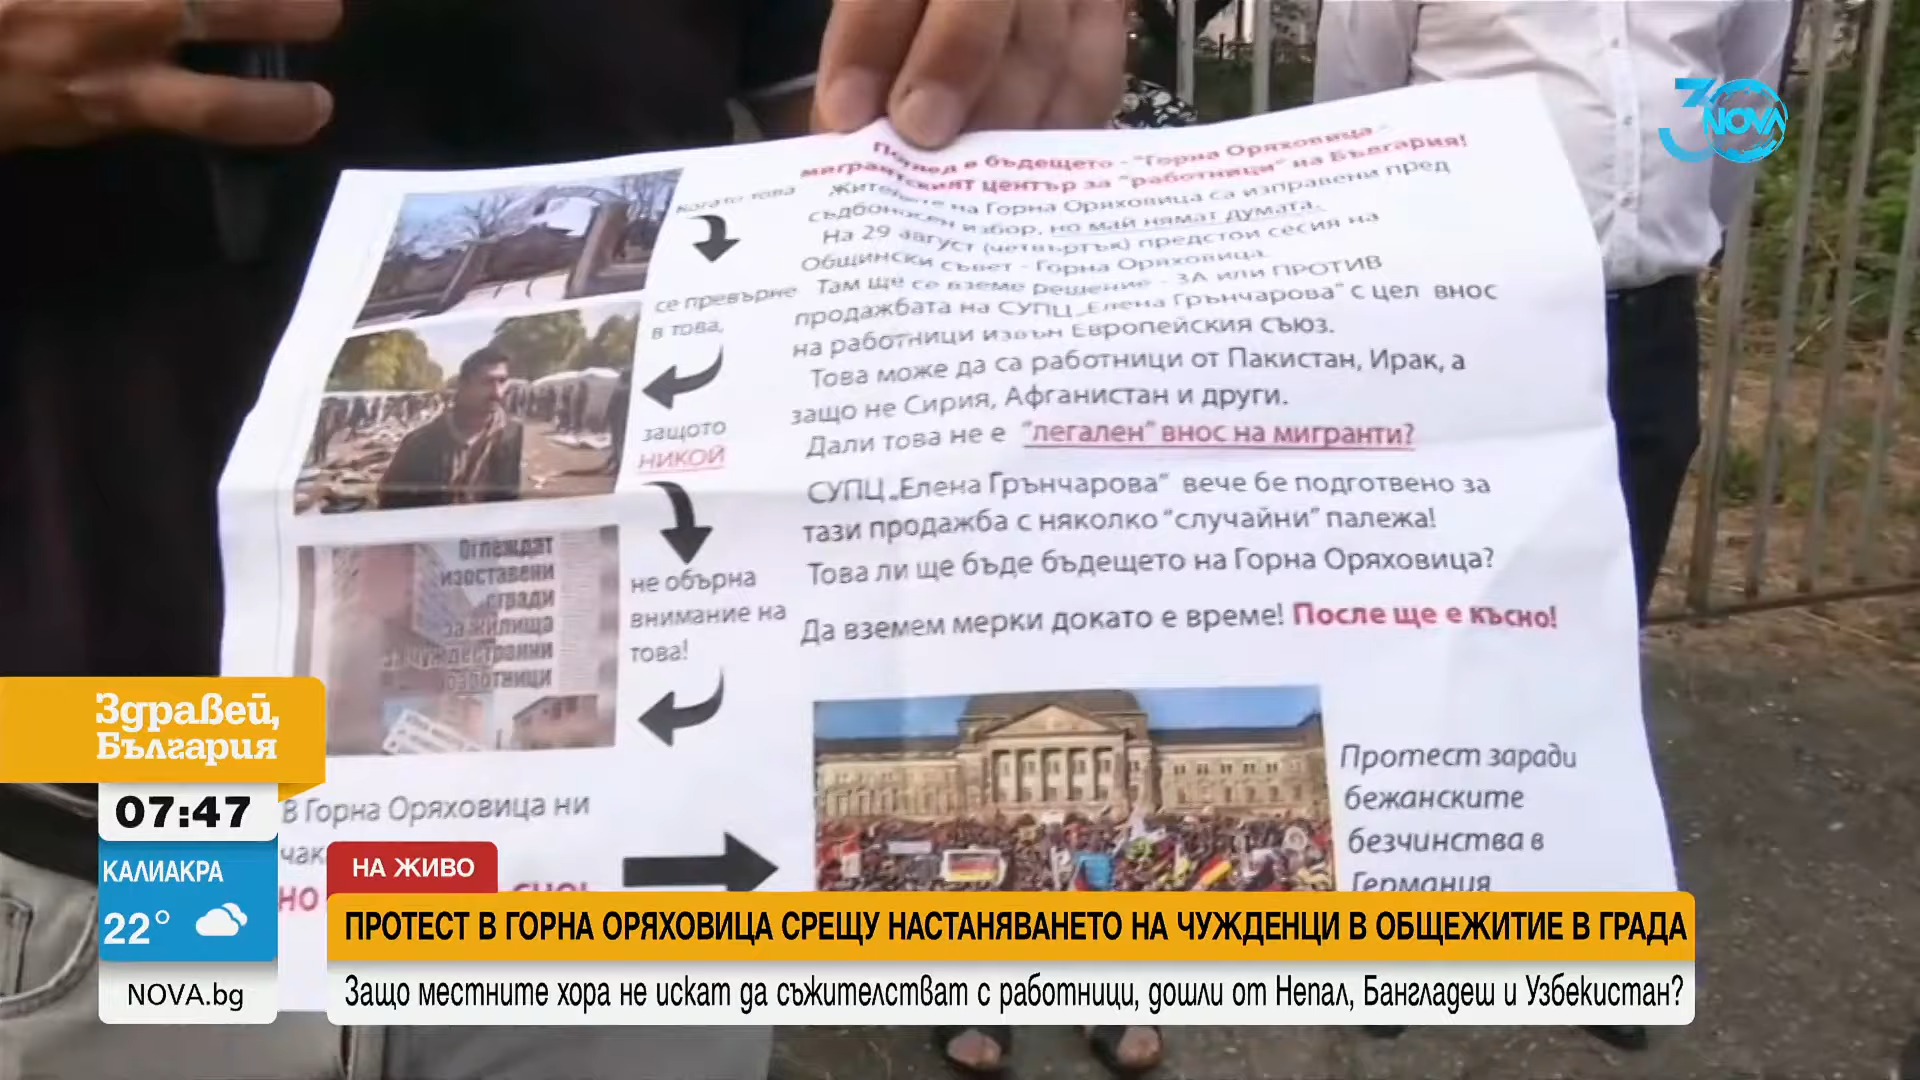 30 NOVA
Поглед в бъдещето - "Горна Оряховица -
мигрантският център за "работници" на България!
Жителите на Горна Оряховица са изправени пред
съдбоносен избор, но май нямат думата.
На 29 август (четвъртък) предстои сесия на
Общински съвет - Горна Оряховица.
Там ще се вземе решение - ЗА или ПРОТИВ
продажбата на СУПЦ „Елена Грънчарова" с цел внос
на работници извън Европейския съюз.
Това може да са работници от Пакистан, Ирак, а
защо не Сирия, Афганистан и други.
Дали това не е "легален" внос на мигранти?
СУПЦ „Елена Грънчарова" вече бе подготвено за
тази продажба с няколко "случайни" палежа!
Това ли ще бъде бъдещето на Горна Оряховица?
Да вземем мерки докато е време! После ще е късно!
когато това
се превърне
в това,
защото
НИКОЙ
не обърна
внимание на
това!
Оглеждат
изоставени
сгради
за жилища
за чуждестранни
работници
В Горна Оряховица ни
чак
Протест заради
бежанските
безчинства в
Германия
Здравей,
България
07:47
КАЛИАКРА
22°
NOVA.bg
НА ЖИВО
ПРОТЕСТ В ГОРНА ОРЯХОВИЦА СРЕЩУ НАСТАНЯВАНЕТО НА ЧУЖДЕНЦИ В ОБЩЕЖИТИЕ В ГРАДА
Защо местните хора не искат да съжителстват с работници, дошли от Непал, Бангладеш и Узбекистан?